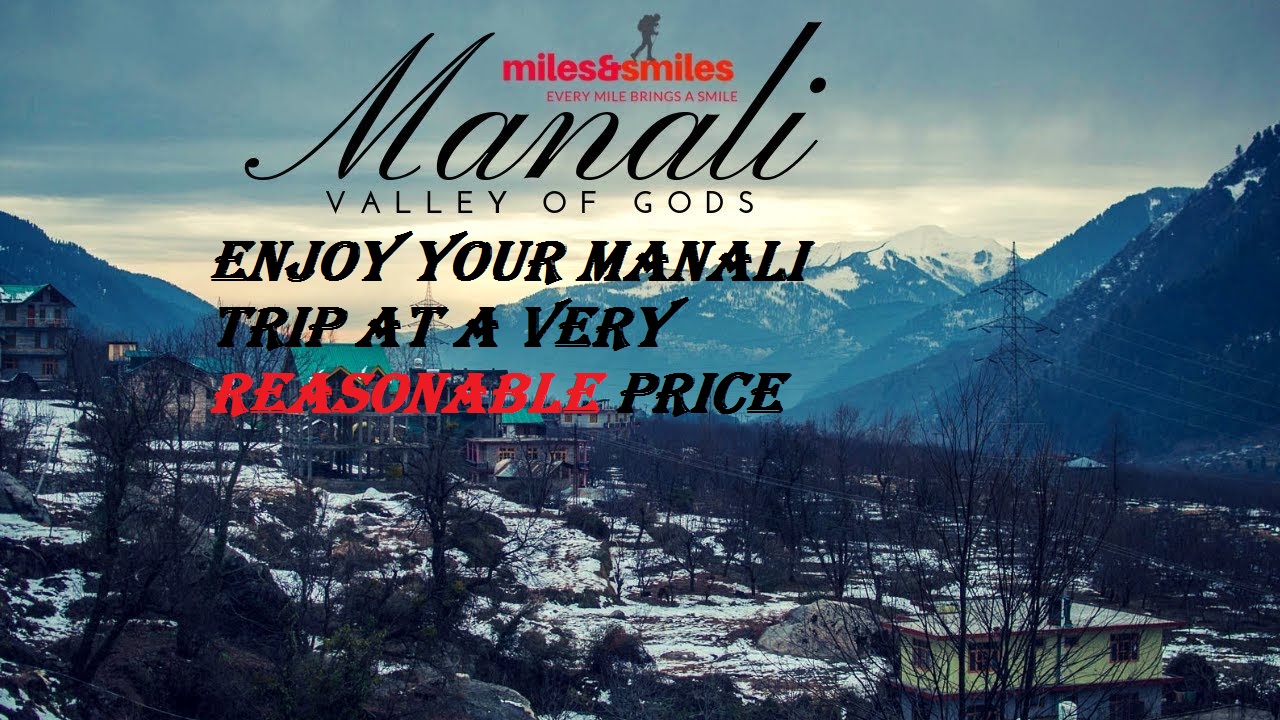 miles&smiles
EVERY MILE BRINGS A SMILE
Manali
VALLEY OF GODS
ENJOY YOUR MANALI
TRIP AT A VERY
REASONABLE PRICE